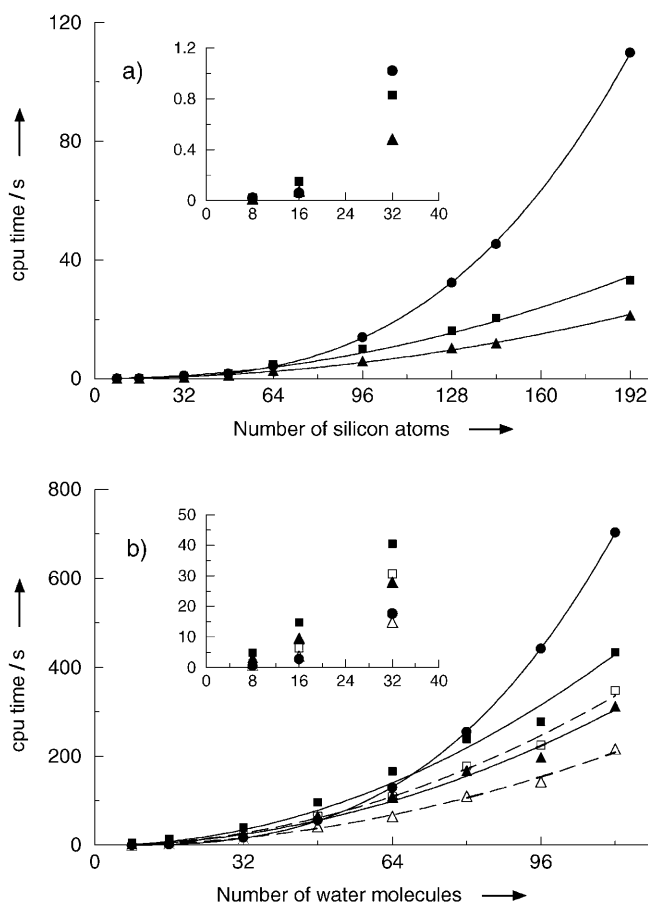 120
a)
1.2
0.8
0.4
0
0 8 16 24 32 40
80
40
0
cpu time / s
0 32 64 96 128 160 192
Number of silicon atoms
800
b)
50
40
30
20
10
0
0 8 16 24 32 40
600
400
200
0
cpu time / s
0 32 64 96
Number of water molecules